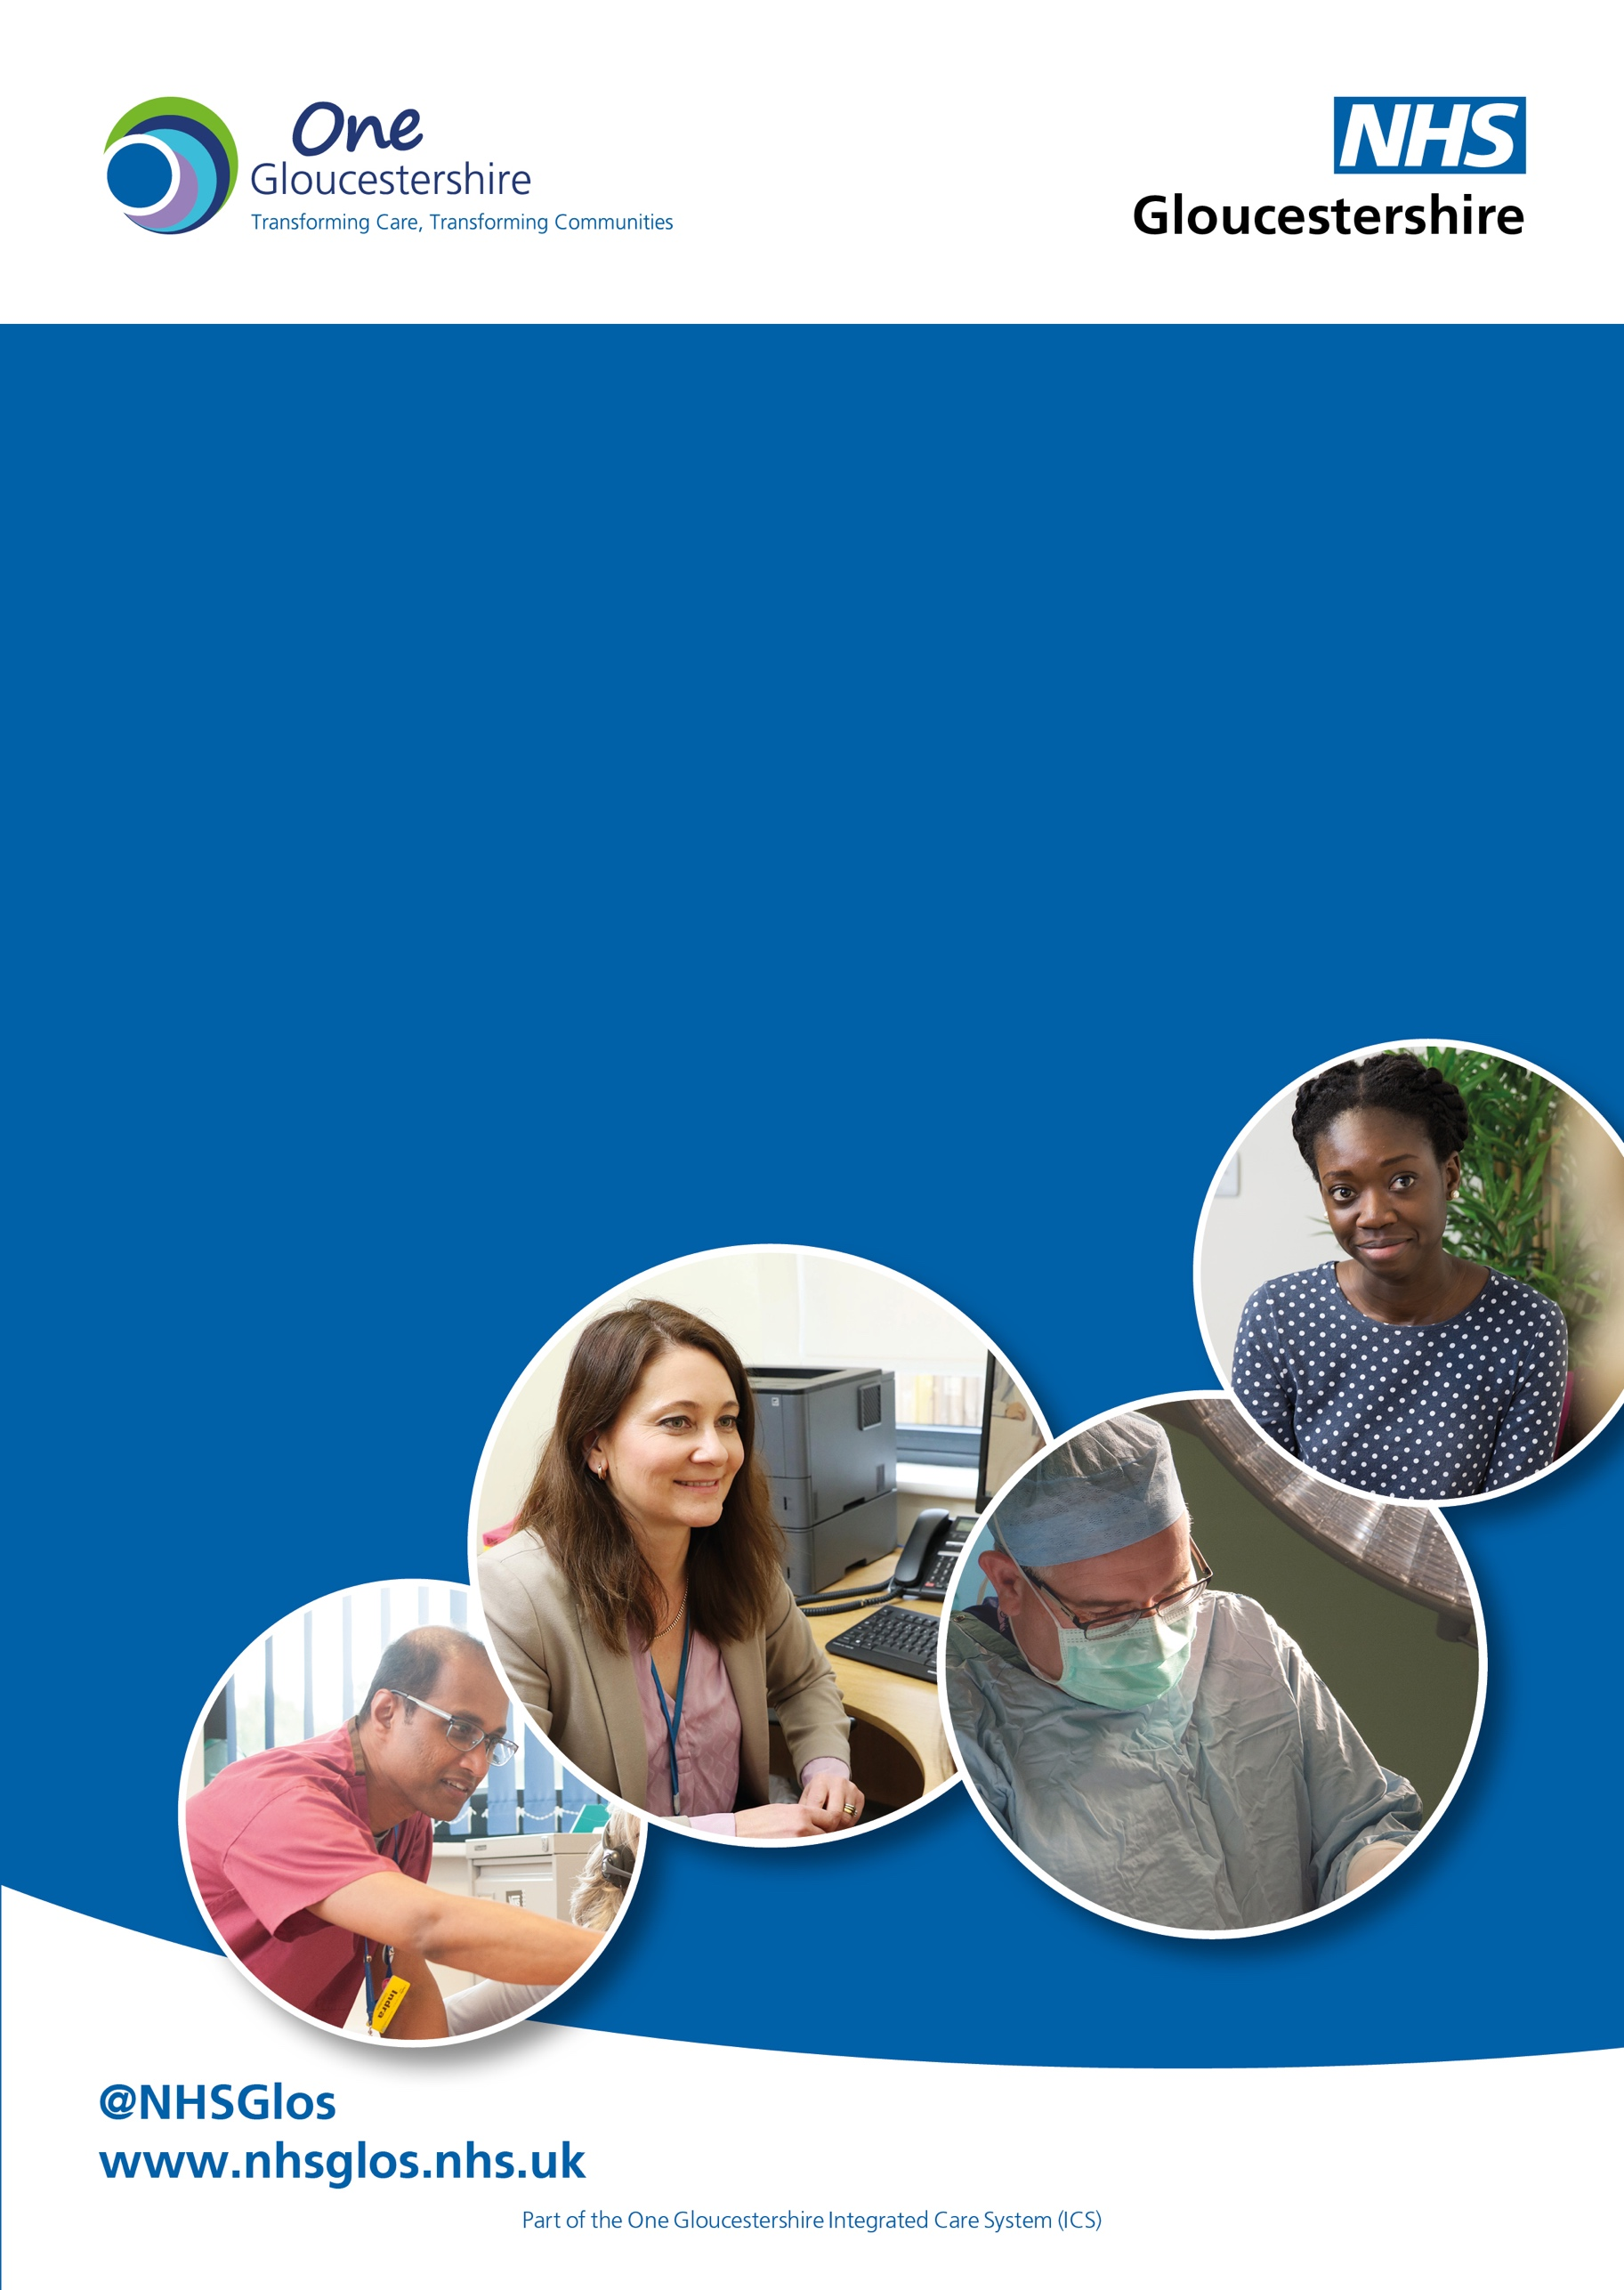 One
Gloucestershire
Transforming Care, Transforming Communities
NHS
Gloucestershire
Indra
@NHSGlos
www.nhsglos.nhs.uk
Part of the One Gloucestershire Integrated Care System (ICS)